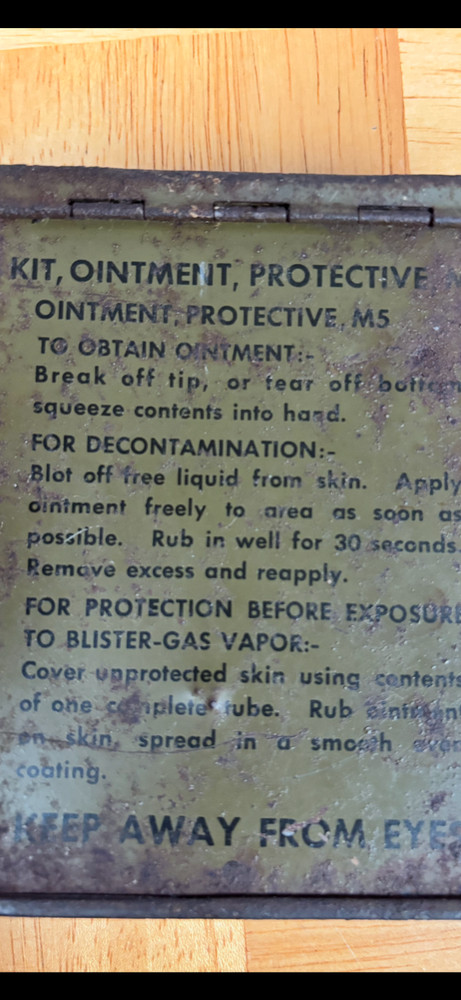 KIT, OINTMENT, PROTECTIVE
OINTMENT, PROTECTIVE, M5
TO OBTAIN OINTMENT:-
Break off tip, or tear off bottom
squeeze contents into hand.
FOR DECONTAMINATION:-
Blot off free liquid from skin. Apply
ointment freely to area as soon as
possible. Rub in well for 30 seconds.
Remove excess and reapply.
FOR PROTECTION BEFORE EXPOSURE
TO BLISTER-GAS VAPOR:-
Cover unprotected skin using contents
of one complete tube. Rub ointment
on skin, spread in a smooth even
coating.
KEEP AWAY FROM EYES